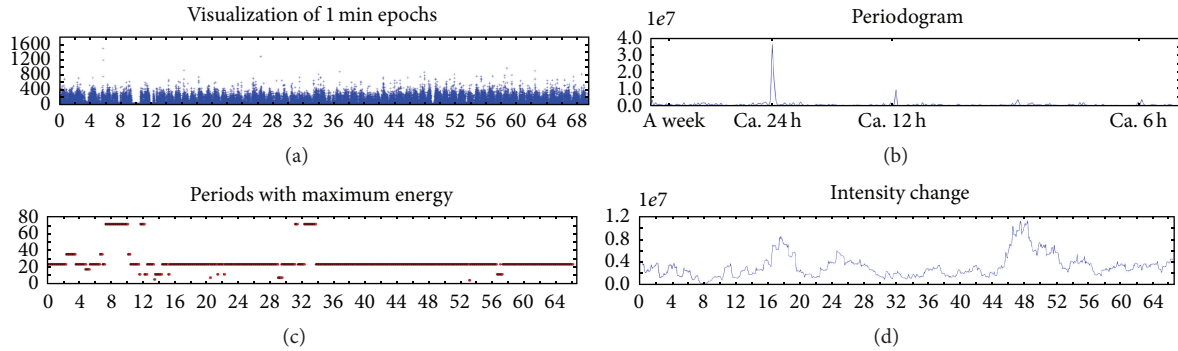 Visualization of 1 min epochs
1600
1200
800
400
0
0 4 8 12 16 20 24 28 32 36 40 44 48 52 56 60 64 68
(a)
Periodogram
1e7
4.0
3.0
2.0
1.0
0.0
A week Ca. 24 h Ca. 12 h Ca. 6 h
(b)
Periods with maximum energy
80
60
40
20
0
0 4 8 12 16 20 24 28 32 36 40 44 48 52 56 60 64
(c)
Intensity change
1e7
1.2
0.8
0.4
0.0
0 4 8 12 16 20 24 28 32 36 40 44 48 52 56 60 64
(d)